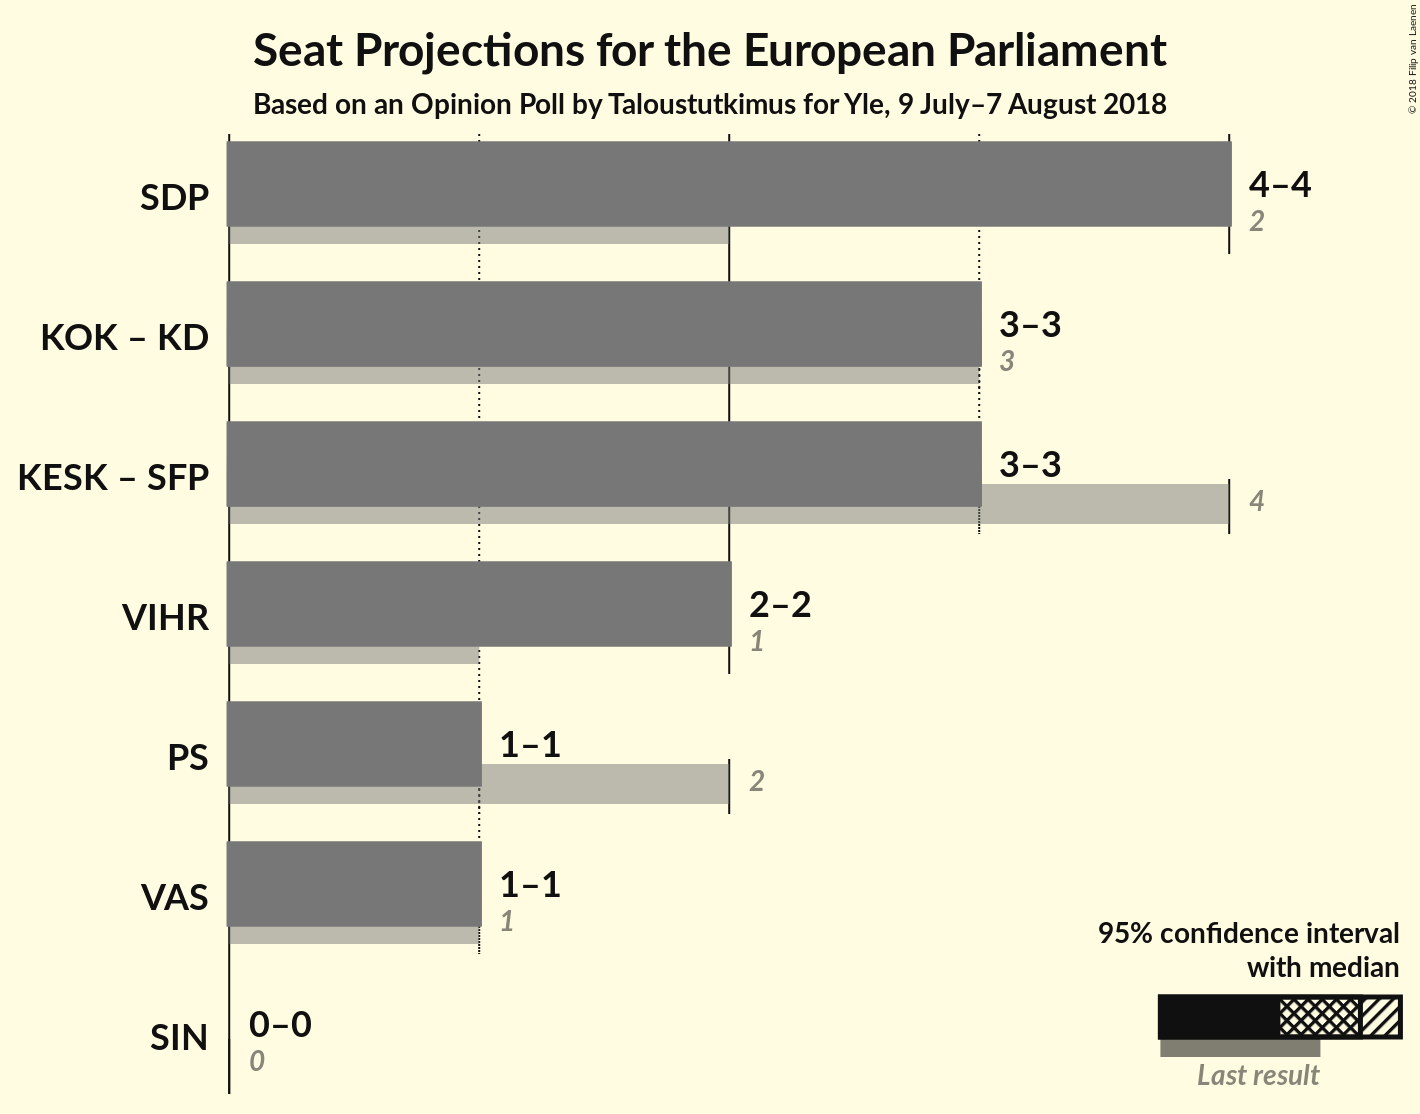 Seat Projections for the European Parliament
Based on an Opinion Poll by Taloustutkimus for Yle, 9 July–7 August 2018
© 2018 Filip van Laenen
SDP
4–4
2
KOK – KD
3–3
3
KESK – SFP
3–3
4
VIHR
2–2
1
PS
1–1
2
VAS
1–1
1
SIN
0–0
0
95% confidence interval
with median
Last result